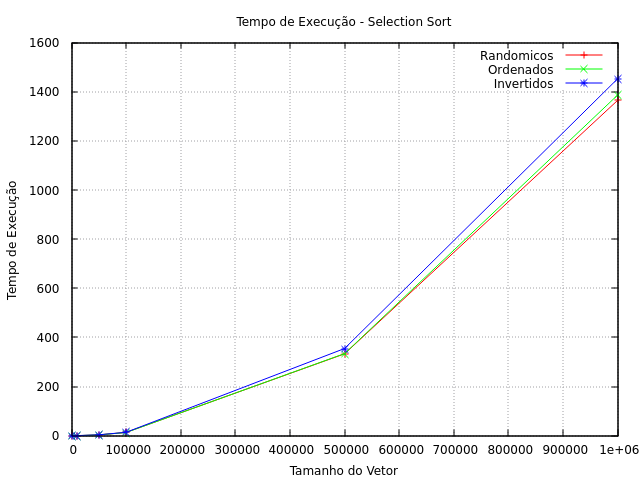 Tempo de Execução - Selection Sort
1600
1400
1200
1000
800
600
400
200
0
Tempo de Execução
Randomicos
Ordenados
Invertidos
0 100000 200000 300000 400000 500000 600000 700000 800000 900000 1e+06
Tamanho do Vetor